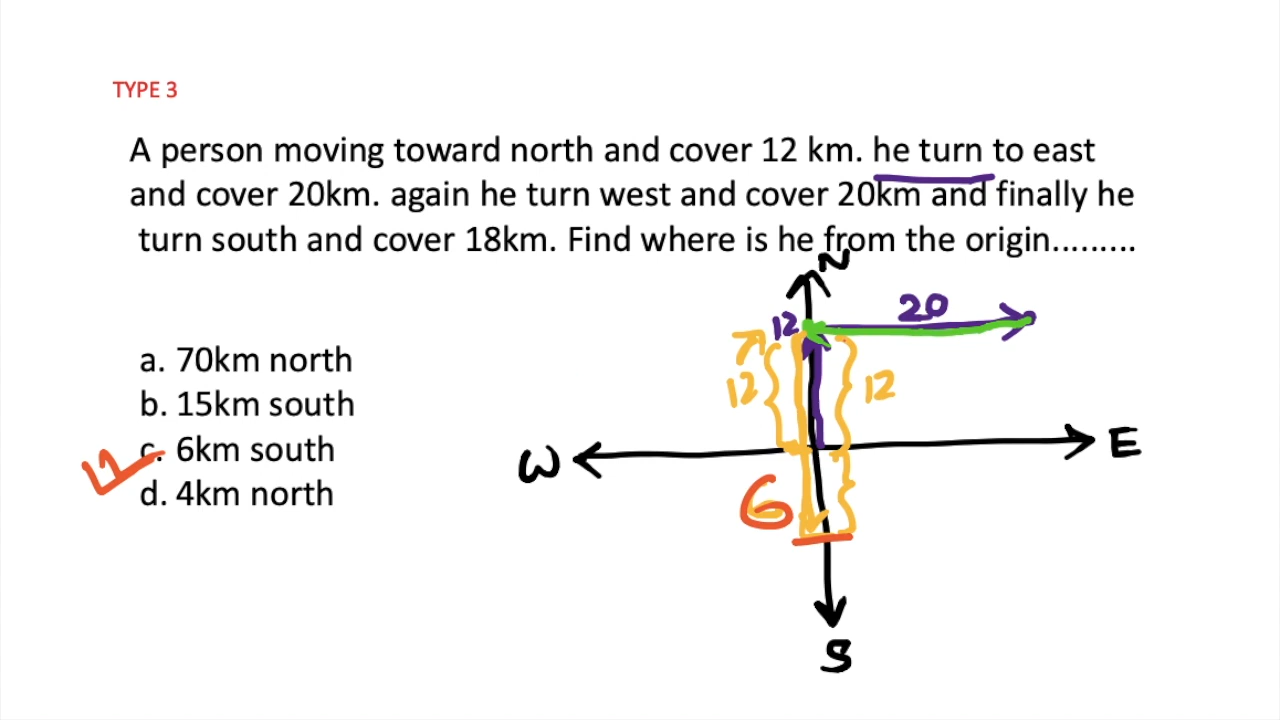 TYPE 3
A person moving toward north and cover 12 km. he turn to east
and cover 20km. again he turn west and cover 20km and finally he
turn south and cover 18km. Find where is he from the origin.........
N
20
12
a. 70km north
12
12
b. 15km south
E
c. 6km south
W
d. 4km north
6
S